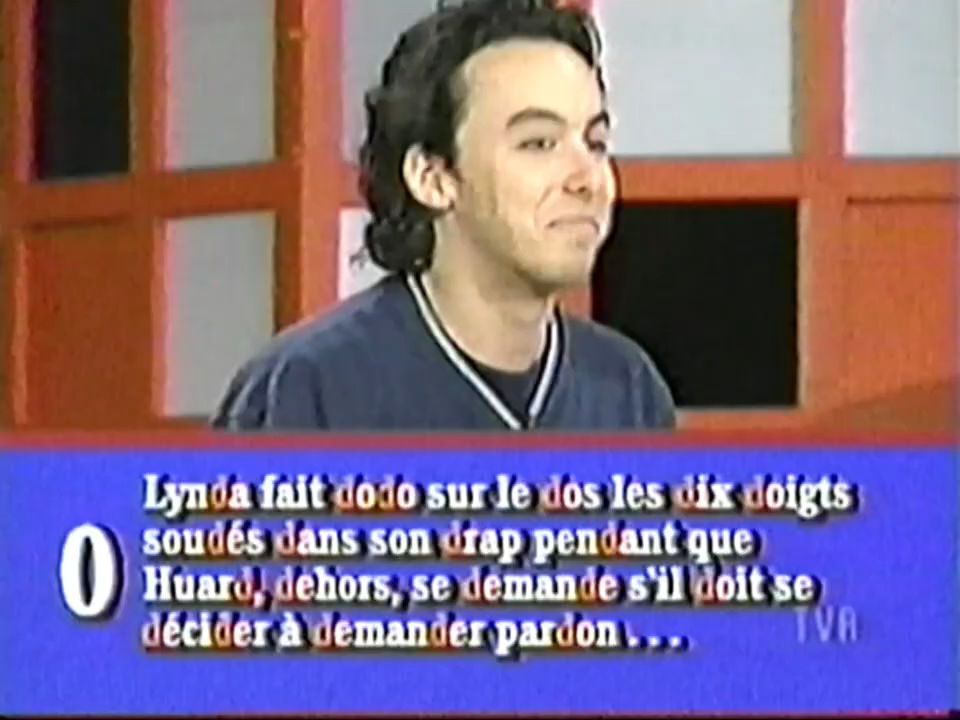 Lynda fait dodo sur le dos les dix doigts
soudés dans son drap pendant que
0
Huard, dehors, se demande s'il doit se
décider à demander pardon...
TVA